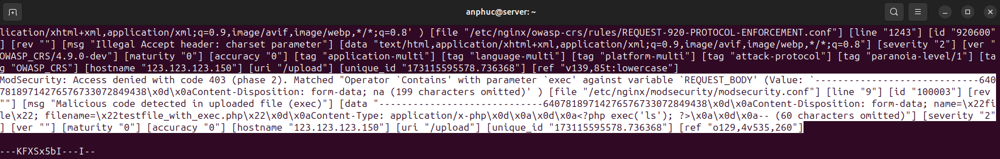 anphuc@server: ~
lication/xhtml+xml,application/xml;q=0.9,image/avif,image/webp,*/*;q=0.8' ) [file "/etc/nginx/owasp-crs/rules/REQUEST-920-PROTOCOL-ENFORCEMENT.conf"] [line "1243"] [id "920600"
] [rev ""] [msg "Illegal Accept header: charset parameter"] [data "text/html,application/xhtml+xml,application/xml;q=0.9,image/avif,image/webp,*/*;q=0.8"] [severity "2"] [ver "
OWASP_CRS/4.9.0-dev"] [maturity "0"] [accuracy "0"] [tag "application-multi"] [tag "language-multi"] [tag "platform-multi"] [tag "attack-protocol"] [tag "paranoia-level/1"] [ta
g "OWASP_CRS"] [hostname "123.123.123.150"] [uri "/upload"] [unique_id "173115595578.736368"] [ref "v139,85t:lowercase"]
ModSecurity: Access denied with code 403 (phase 2). Matched "Operator `Contains' with parameter `exec' against variable `REQUEST_BODY' (Value: `-----------------------------640
781897142765767330728​49438\x0d\x0aContent-Disposition: form-data; na (199 characters omitted)' ) [file "/etc/nginx/modsecurity/modsecurity.conf"] [line "9"] [id "100003"] [rev
""] [msg "Malicious code detected in uploaded file (exec)"] [data "-----------------------------64078189714276576733072849438\x0d\x0aContent-Disposition: form-data; name=\x22fi
le\x22; filename=\x22testfile_with_exec.php\x22\x0d\x0aContent-Type: application/x-php\x0d\x0a\x0d\x0a<?php exec('ls'); ?>\x0a\x0d\x0a-- (60 characters omitted)"] [severity "2"
] [ver ""] [maturity "0"] [accuracy "0"] [hostname "123.123.123.150"] [uri "/upload"] [unique_id "173115595578.736368"] [ref "o129,4v535,260"]
---KFXSx5bI---I--